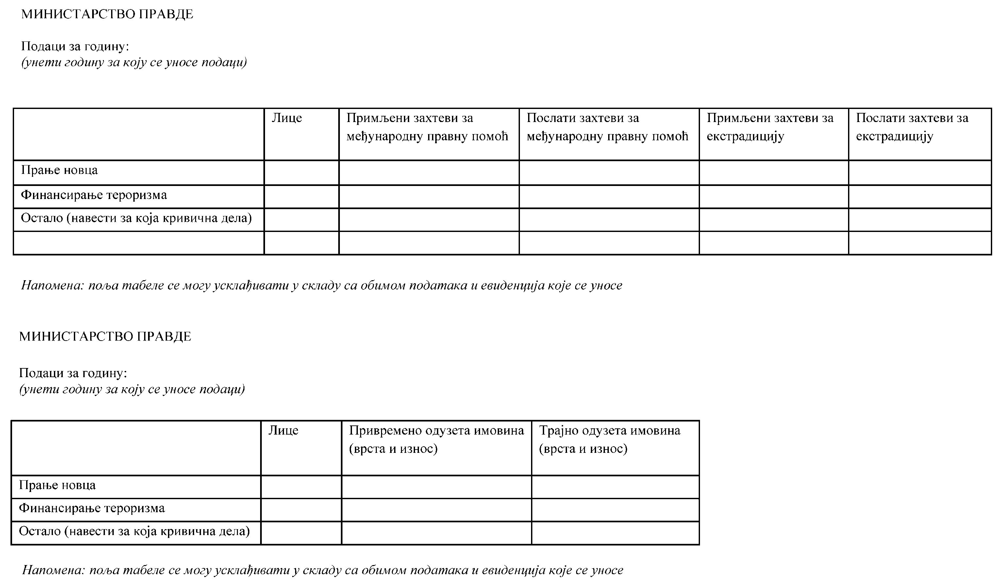 МИНИСТАРСТВО ПРАВДЕ
Подаци за годину:
(унети годину за коју се уносе подаци)
Лице
Примљени захтеви за
међународну правну помоћ
Послати захтеви за
међународну правну помоћ
Примљени захтеви за
екстрадицију
Послати захтеви за
екстрадицију
Прање новца
Финансирање тероризма
Остало (навести за која кривична дела)
Напомена: поља табеле се могу усклађивати у складу са обимом података и евиденција које се уносе
МИНИСТАРСТВО ПРАВДЕ
Подаци за годину:
(унети годину за коју се уносе подаци)
Лице
Привремено одузета имовина
(врста и износ)
Трајно одузета имовина
(врста и износ)
Прање новца
Финансирање тероризма
Остало (навести за која кривична дела)
Напомена: поља табеле се могу усклађивати у складу са обимом података и евиденција које се уносе